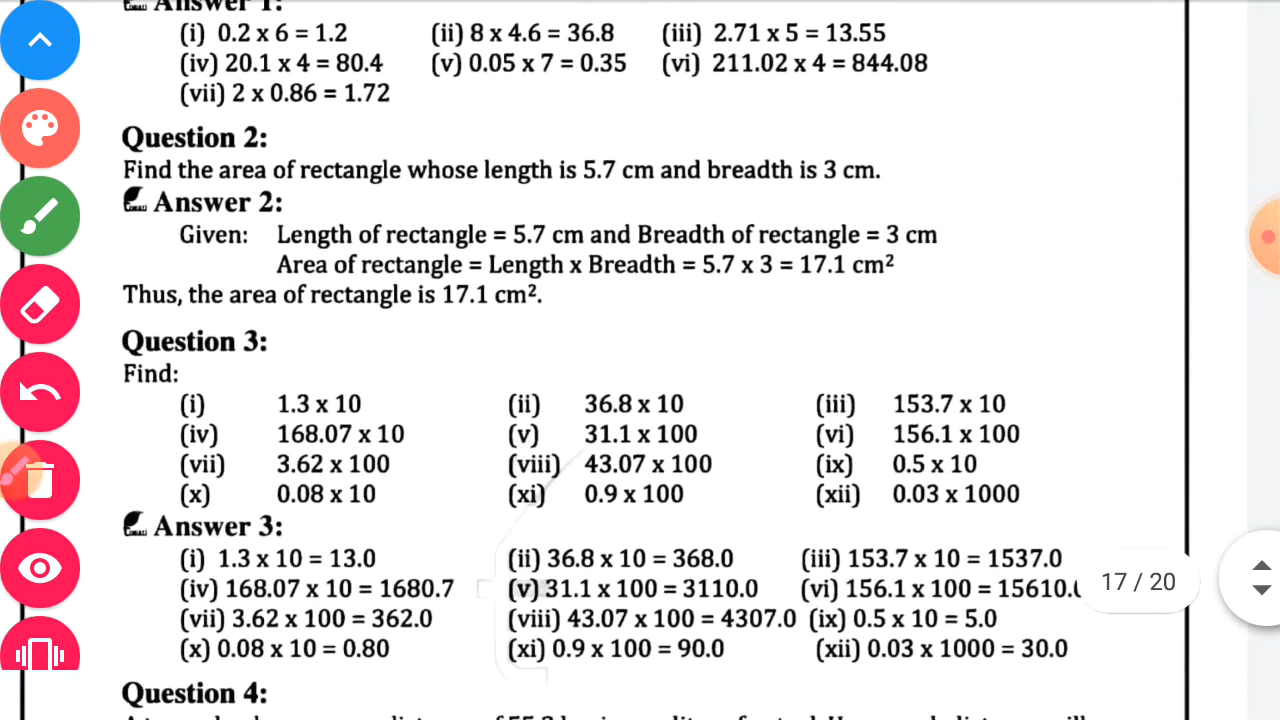 Answer 1:
(i) 0.2 x 6 = 1.2 (ii) 8 x 4.6 = 36.8 (iii) 2.71 x 5 = 13.55
(iv) 20.1 x 4 = 80.4 (v) 0.05 x 7 = 0.35 (vi) 211.02 x 4 = 844.08
(vii) 2 x 0.86 = 1.72
Question 2:
Find the area of rectangle whose length is 5.7 cm and breadth is 3 cm.
Answer 2:
Given: Length of rectangle = 5.7 cm and Breadth of rectangle = 3 cm
Area of rectangle = Length x Breadth = 5.7 x 3 = 17.1 cm²
Thus, the area of rectangle is 17.1 cm².
Question 3:
Find:
(i) 1.3 x 10 (ii) 36.8 x 10 (iii) 153.7 x 10
(iv) 168.07 x 10 (v) 31.1 x 100 (vi) 156.1 x 100
(vii) 3.62 x 100 (viii) 43.07 x 100 (ix) 0.5 x 10
(x) 0.08 x 10 (xi) 0.9 x 100 (xii) 0.03 x 1000
Answer 3:
(i) 1.3 x 10 = 13.0 (ii) 36.8 x 10 = 368.0 (iii) 153.7 x 10 = 1537.0
(iv) 168.07 x 10 = 1680.7 (v) 31.1 x 100 = 3110.0 (vi) 156.1 x 100 = 15610.
17 / 20
(vii) 3.62 x 100 = 362.0 (viii) 43.07 x 100 = 4307.0 (ix) 0.5 x 10 = 5.0
(x) 0.08 x 10 = 0.80 (xi) 0.9 x 100 = 90.0 (xii) 0.03 x 1000 = 30.0
Question 4: